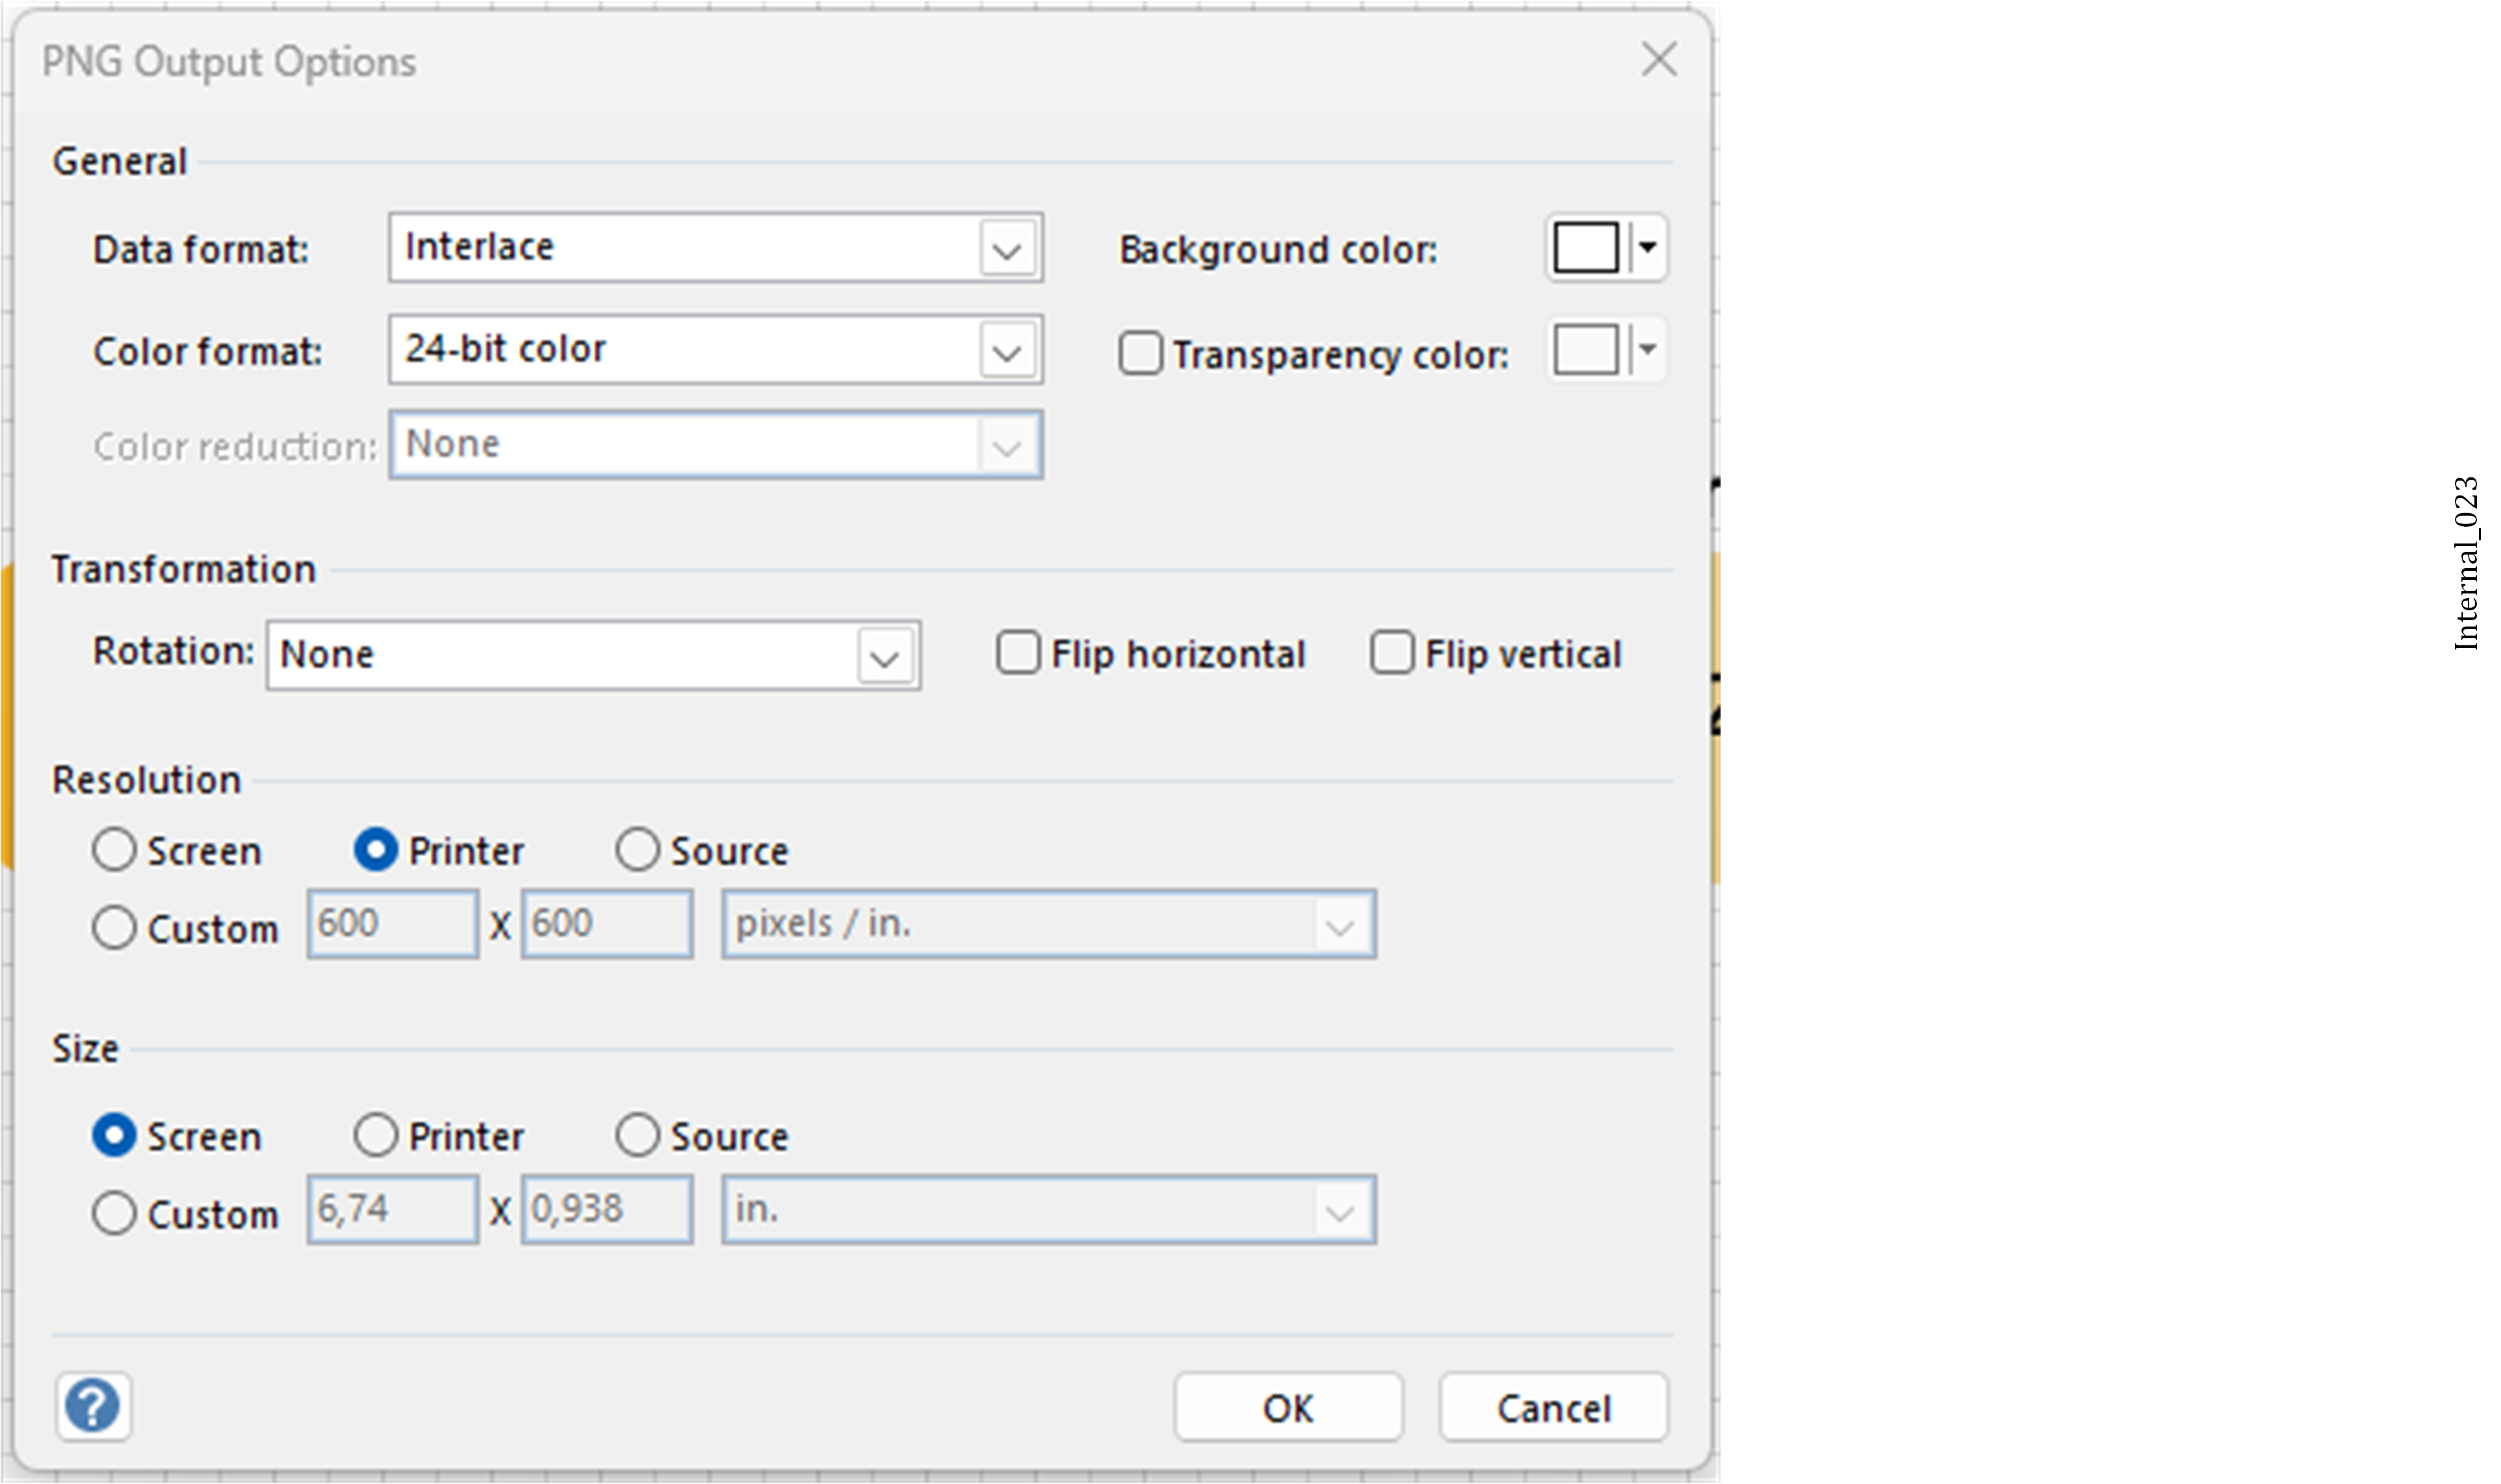 PNG Output Options
General
Data format: Interlace Background color:
Color format: 24-bit color Transparency color:
Color reduction: None
Transformation
Rotation: None Flip horizontal Flip vertical
Resolution
Screen Printer Source
Custom 600 X 600 pixels / in.
Size
Screen Printer Source
Custom 6,74 X 0,938 in.
? OK Cancel
Internal_023